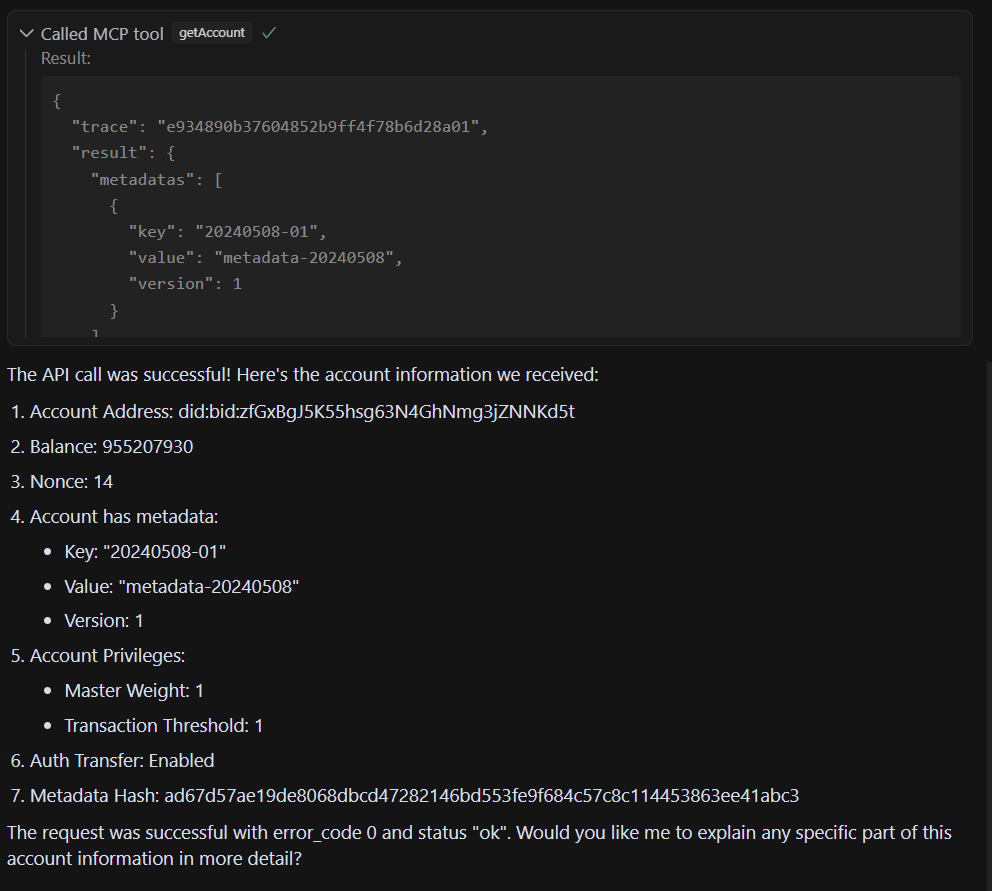 Called MCP tool getAccount
Result:
{
"trace": "e934890b37604852b9ff4f78b6d28a01",
"result": {
"metadatas": [
{
"key": "20240508-01",
"value": "metadata-20240508",
"version": 1
}
]
The API call was successful! Here's the account information we received:
1. Account Address: did:bid:zfGxBgJ5K55hsg63N4GhNmg3jZNNKd5t
2. Balance: 955207930
3. Nonce: 14
4. Account has metadata:
• Key: "20240508-01"
• Value: "metadata-20240508"
• Version: 1
5. Account Privileges:
• Master Weight: 1
• Transaction Threshold: 1
6. Auth Transfer: Enabled
7. Metadata Hash: ad67d57ae19de8068dbcd47282146bd553fe9f684c57c8c114453863ee41abc3
The request was successful with error_code 0 and status "ok". Would you like me to explain any specific part of this
account information in more detail?